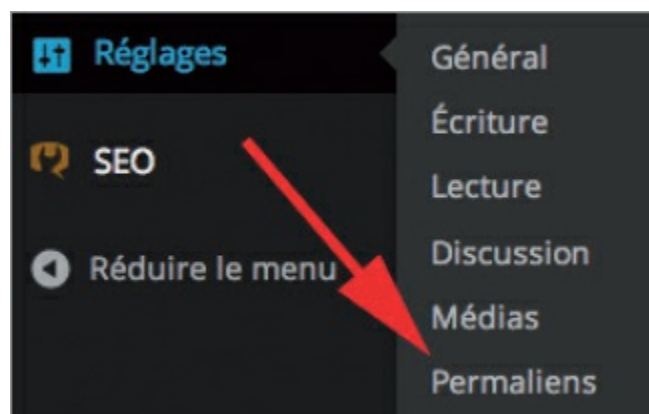 Réglages
SEO
Réduire le menu
Général
Écriture
Lecture
Discussion
Médias
Permaliens